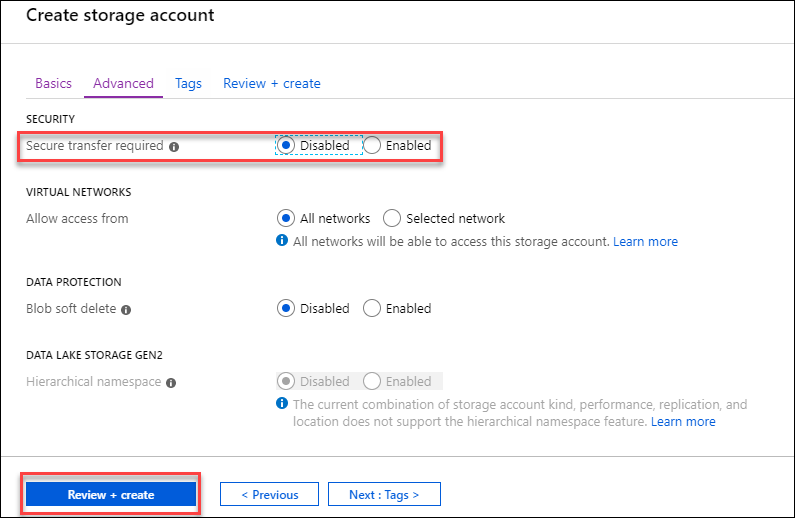 Create storage account
Basics Advanced Tags Review + create
SECURITY
Secure transfer required Disabled Enabled
VIRTUAL NETWORKS
Allow access from All networks Selected network
All networks will be able to access this storage account. Learn more
DATA PROTECTION
Blob soft delete Disabled Enabled
DATA LAKE STORAGE GEN2
Hierarchical namespace Disabled Enabled
The current combination of storage account kind, performance, replication, and
location does not support the hierarchical namespace feature. Learn more
Review + create < Previous Next : Tags >